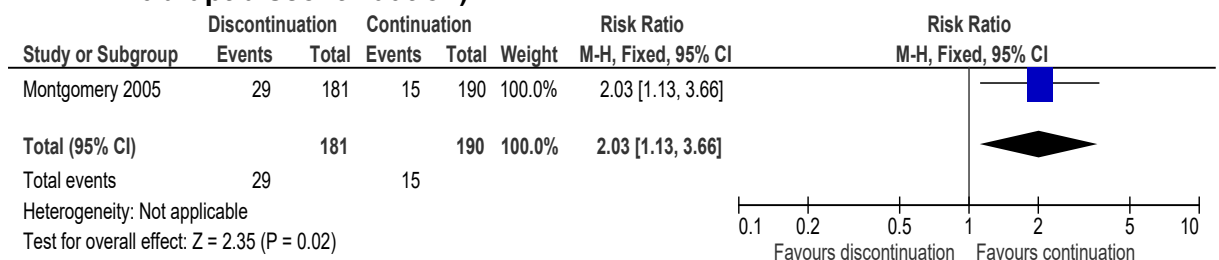 Discontinuation Continuation Risk Ratio Risk Ratio
Study or Subgroup Events Total Events Total Weight M-H, Fixed, 95% CI M-H, Fixed, 95% CI
Montgomery 2005 29 181 15 190 100.0% 2.03 [1.13, 3.66]
Total (95% CI) 181 190 100.0% 2.03 [1.13, 3.66]
Total events 29 15
Heterogeneity: Not applicable
Test for overall effect: Z = 2.35 (P = 0.02)
0.1 0.2 0.5 1 2 5 10
Favours discontinuation Favours continuation